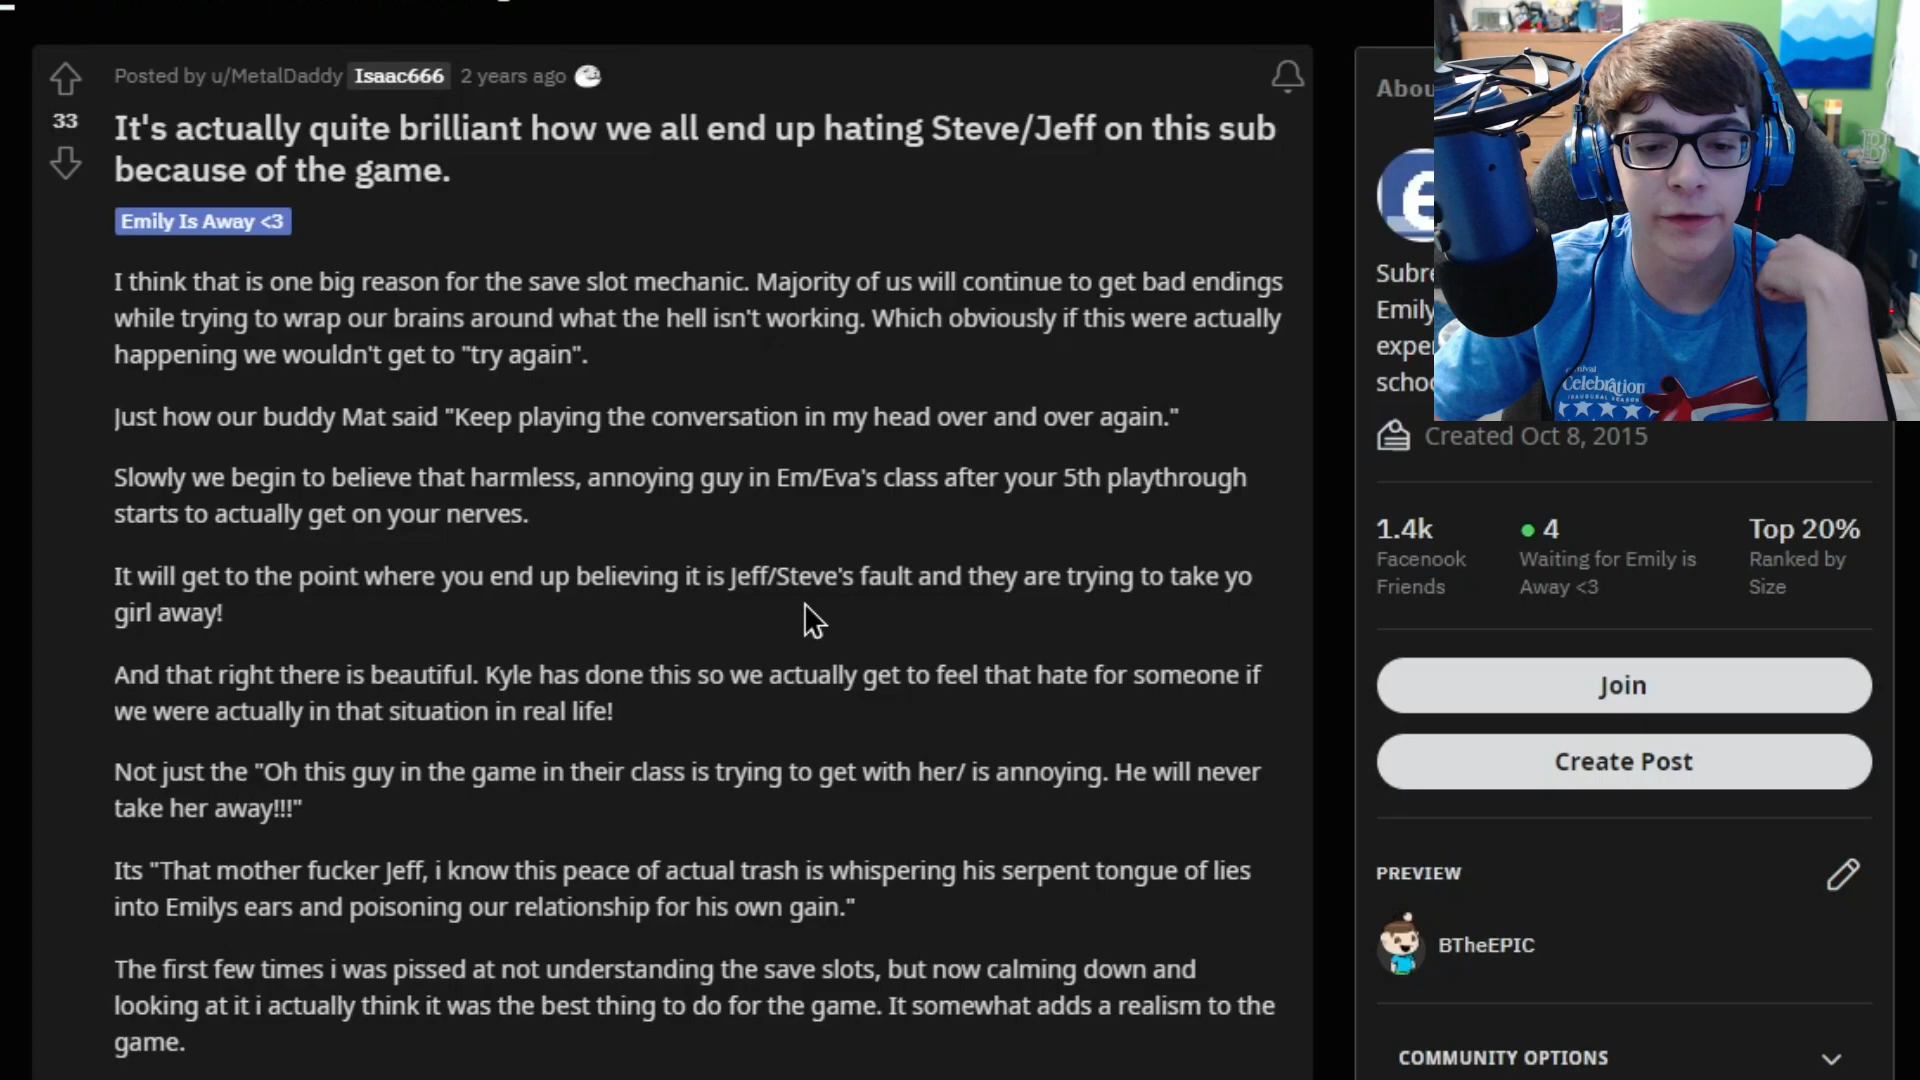 Posted by u/MetalDaddy Isaac666 2 years ago
33
It's actually quite brilliant how we all end up hating Steve/Jeff on this sub
because of the game.
Emily Is Away <3
I think that is one big reason for the save slot mechanic. Majority of us will continue to get bad endings
while trying to wrap our brains around what the hell isn't working. Which obviously if this were actually
happening we wouldn't get to "try again".
Just how our buddy Mat said "Keep playing the conversation in my head over and over again."
Slowly we begin to believe that harmless, annoying guy in Em/Eva's class after your 5th playthrough
starts to actually get on your nerves.
It will get to the point where you end up believing it is Jeff/Steve's fault and they are trying to take yo
girl away!
And that right there is beautiful. Kyle has done this so we actually get to feel that hate for someone if
we were actually in that situation in real life!
Not just the "Oh this guy in the game in their class is trying to get with her/ is annoying. He will never
take her away!!!"
Its "That mother fucker Jeff, i know this peace of actual trash is whispering his serpent tongue of lies
into Emilys ears and poisoning our relationship for his own gain."
The first few times i was pissed at not understanding the save slots, but now calming down and
looking at it i actually think it was the best thing to do for the game. It somewhat adds a realism to the
game.
Abou
e
Subre
Emily
expe
scho
Celebration
INAUGURAL SEASON
Created Oct 8, 2015
1.4k
Facenook
Friends
4
Waiting for Emily is
Away <3
Top 20%
Ranked by
Size
Join
Create Post
PREVIEW
BTheEPIC
COMMUNITY OPTIONS